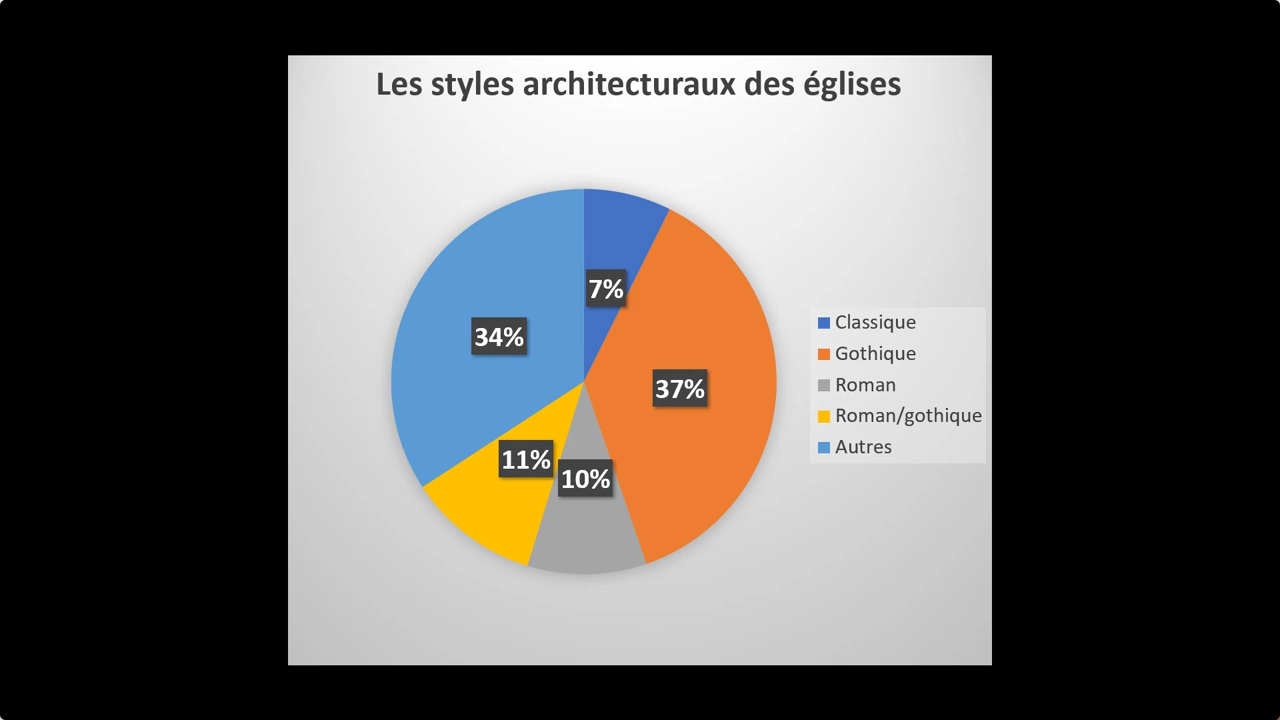 Les styles architecturaux des églises
7%
34%
37%
11%
10%
Classique
Gothique
Roman
Roman/gothique
Autres